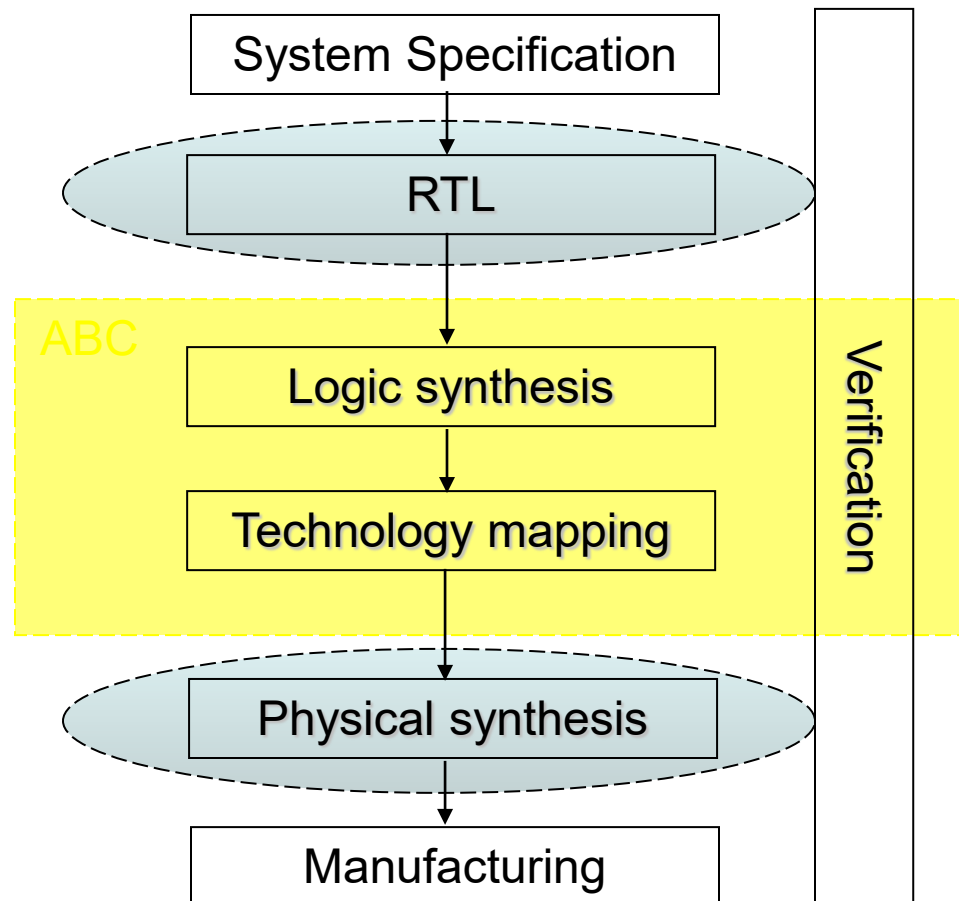 System Specification
RTL
ABC
Logic synthesis
Verification
Technology mapping
Physical synthesis
Manufacturing